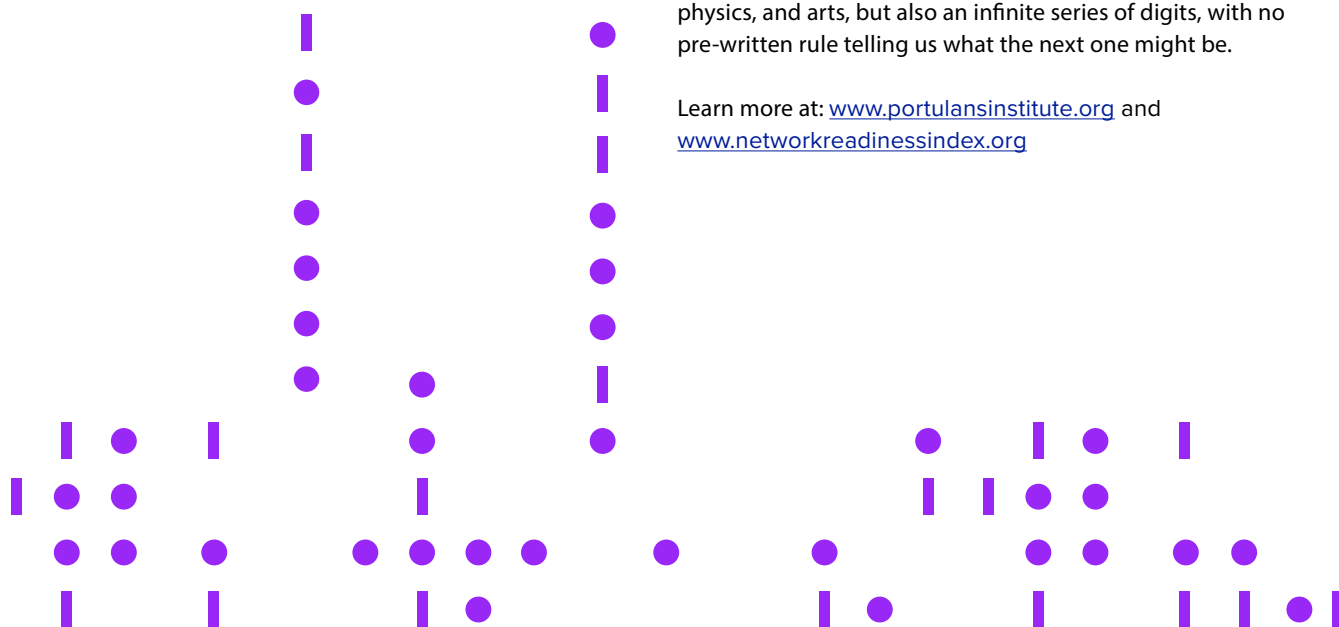 physics, and arts, but also an infinite series of digits, with no
pre-written rule telling us what the next one might be.
Learn more at: www.portulansinstitute.org and
www.networkreadinessindex.org